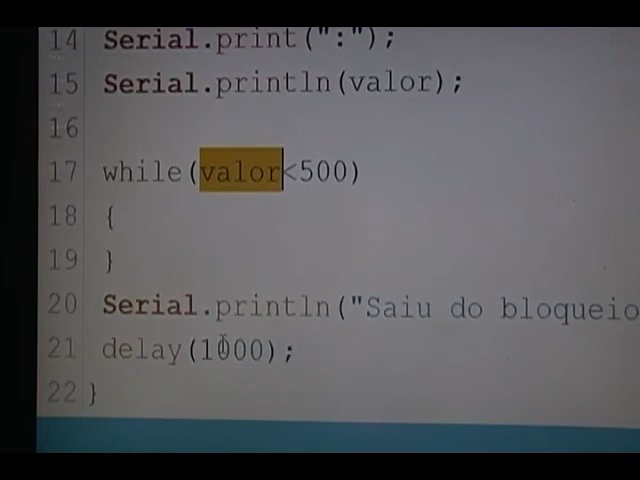 14 Serial.print(":");
15 Serial.println(valor);
16
17 while(valor<500)
18 {
19 }
20 Serial.println("Saiu do bloqueio
21 delay(1000);
22 }